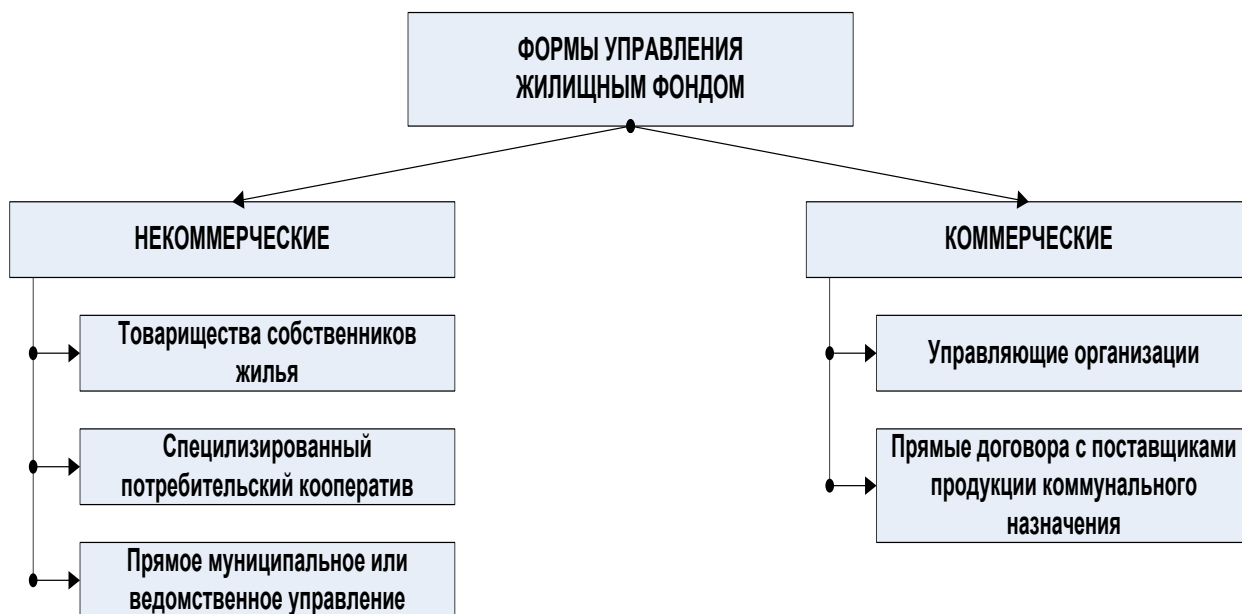 ФОРМЫ УПРАВЛЕНИЯ
ЖИЛИЩНЫМ ФОНДОМ
НЕКОММЕРЧЕСКИЕ
Товарищества собственников
жилья
Специлизированный
потребительский кооператив
Прямое муниципальное или
ведомственное управление
КОММЕРЧЕСКИЕ
Управляющие организации
Прямые договора с поставщиками
продукции коммунального
назначения